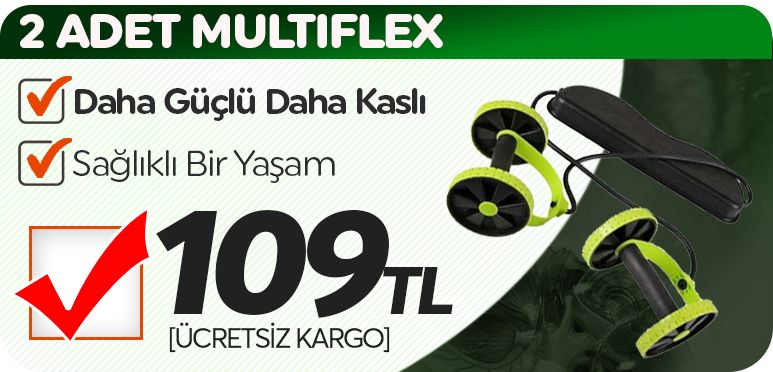 2 ADET MULTIFLEX
Daha Güçlü Daha Kaslı
Sağlıklı Bir Yaşam
109TL
[ÜCRETSİZ KARGO]